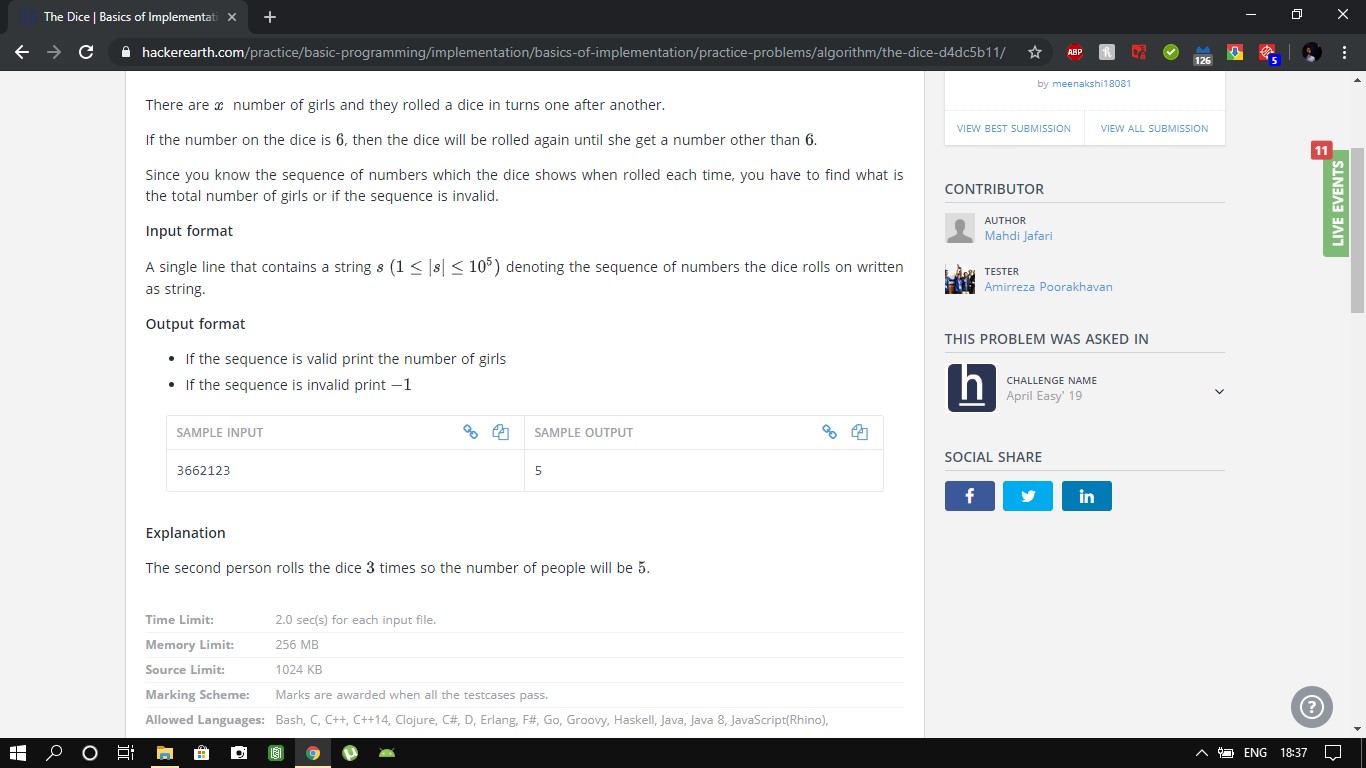 The Dice | Basics of Implementati
hackerearth.com/practice/basic-programming/implementation/basics-of-implementation/practice-problems/algorithm/the-dice-d4dc5b11/
ABP
126
5
There are x number of girls and they rolled a dice in turns one after another.
If the number on the dice is 6, then the dice will be rolled again until she get a number other than 6.
Since you know the sequence of numbers which the dice shows when rolled each time, you have to find what is
the total number of girls or if the sequence is invalid.
Input format
A single line that contains a string s (1 ≤ |s| ≤ 10⁵) denoting the sequence of numbers the dice rolls on written
as string.
Output format
• If the sequence is valid print the number of girls
• If the sequence is invalid print −1
SAMPLE INPUT
SAMPLE OUTPUT
3662123
5
Explanation
The second person rolls the dice 3 times so the number of people will be 5.
Time Limit: 2.0 sec(s) for each input file.
Memory Limit: 256 MB
Source Limit: 1024 KB
Marking Scheme: Marks are awarded when all the testcases pass.
Allowed Languages: Bash, C, C++, C++14, Clojure, C#, D, Erlang, F#, Go, Groovy, Haskell, Java, Java 8, JavaScript(Rhino),
by meenakshi18081
VIEW BEST SUBMISSION
VIEW ALL SUBMISSION
CONTRIBUTOR
AUTHOR
Mahdi Jafari
TESTER
Amirreza Poorakhavan
THIS PROBLEM WAS ASKED IN
h
CHALLENGE NAME
April Easy' 19
SOCIAL SHARE
f
in
11
LIVE EVENTS
?
ENG
18:37